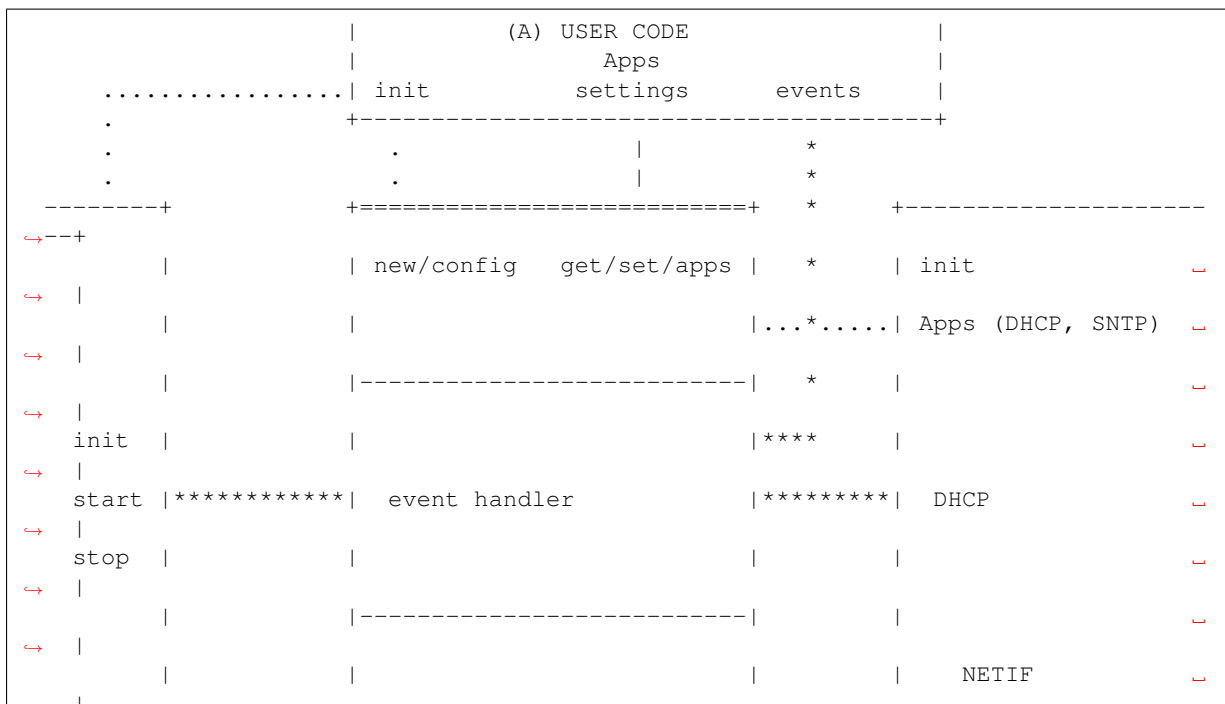 |          (A) USER CODE                 |
                       |                 Apps                   |
      .................| init          settings      events     |
      .                +----------------------------------------+
      .                   .                |           *
      .                   .                |           *
  --------+            +===========================+   *     +---------------------
↪--+
          |            | new/config   get/set/apps |   *     | init                ␣
↪  |
          |            |                           |...*.....| Apps (DHCP, SNTP)   ␣
↪  |
          |            |---------------------------|   *     |                     ␣
↪  |
    init  |            |                           |****     |                     ␣
↪  |
    start |************|  event handler            |*********|  DHCP               ␣
↪  |
    stop  |            |                           |         |                     ␣
↪  |
          |            |---------------------------|         |                     ␣
↪  |
          |            |                           |         |    NETIF            ␣